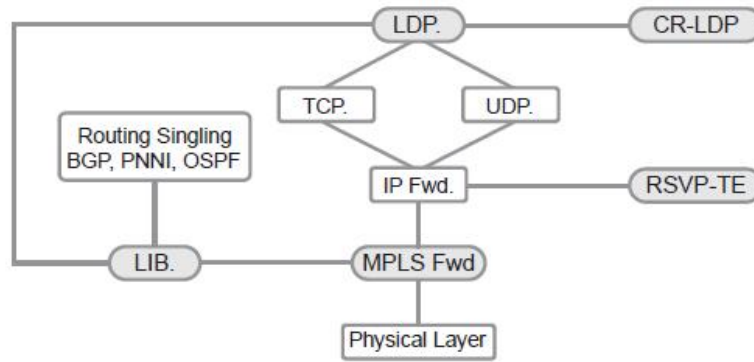 LDP.
CR-LDP
TCP.
UDP.
Routing Singling
BGP, PNNI, OSPF
IP Fwd.
RSVP-TE
LIB.
MPLS Fwd
Physical Layer